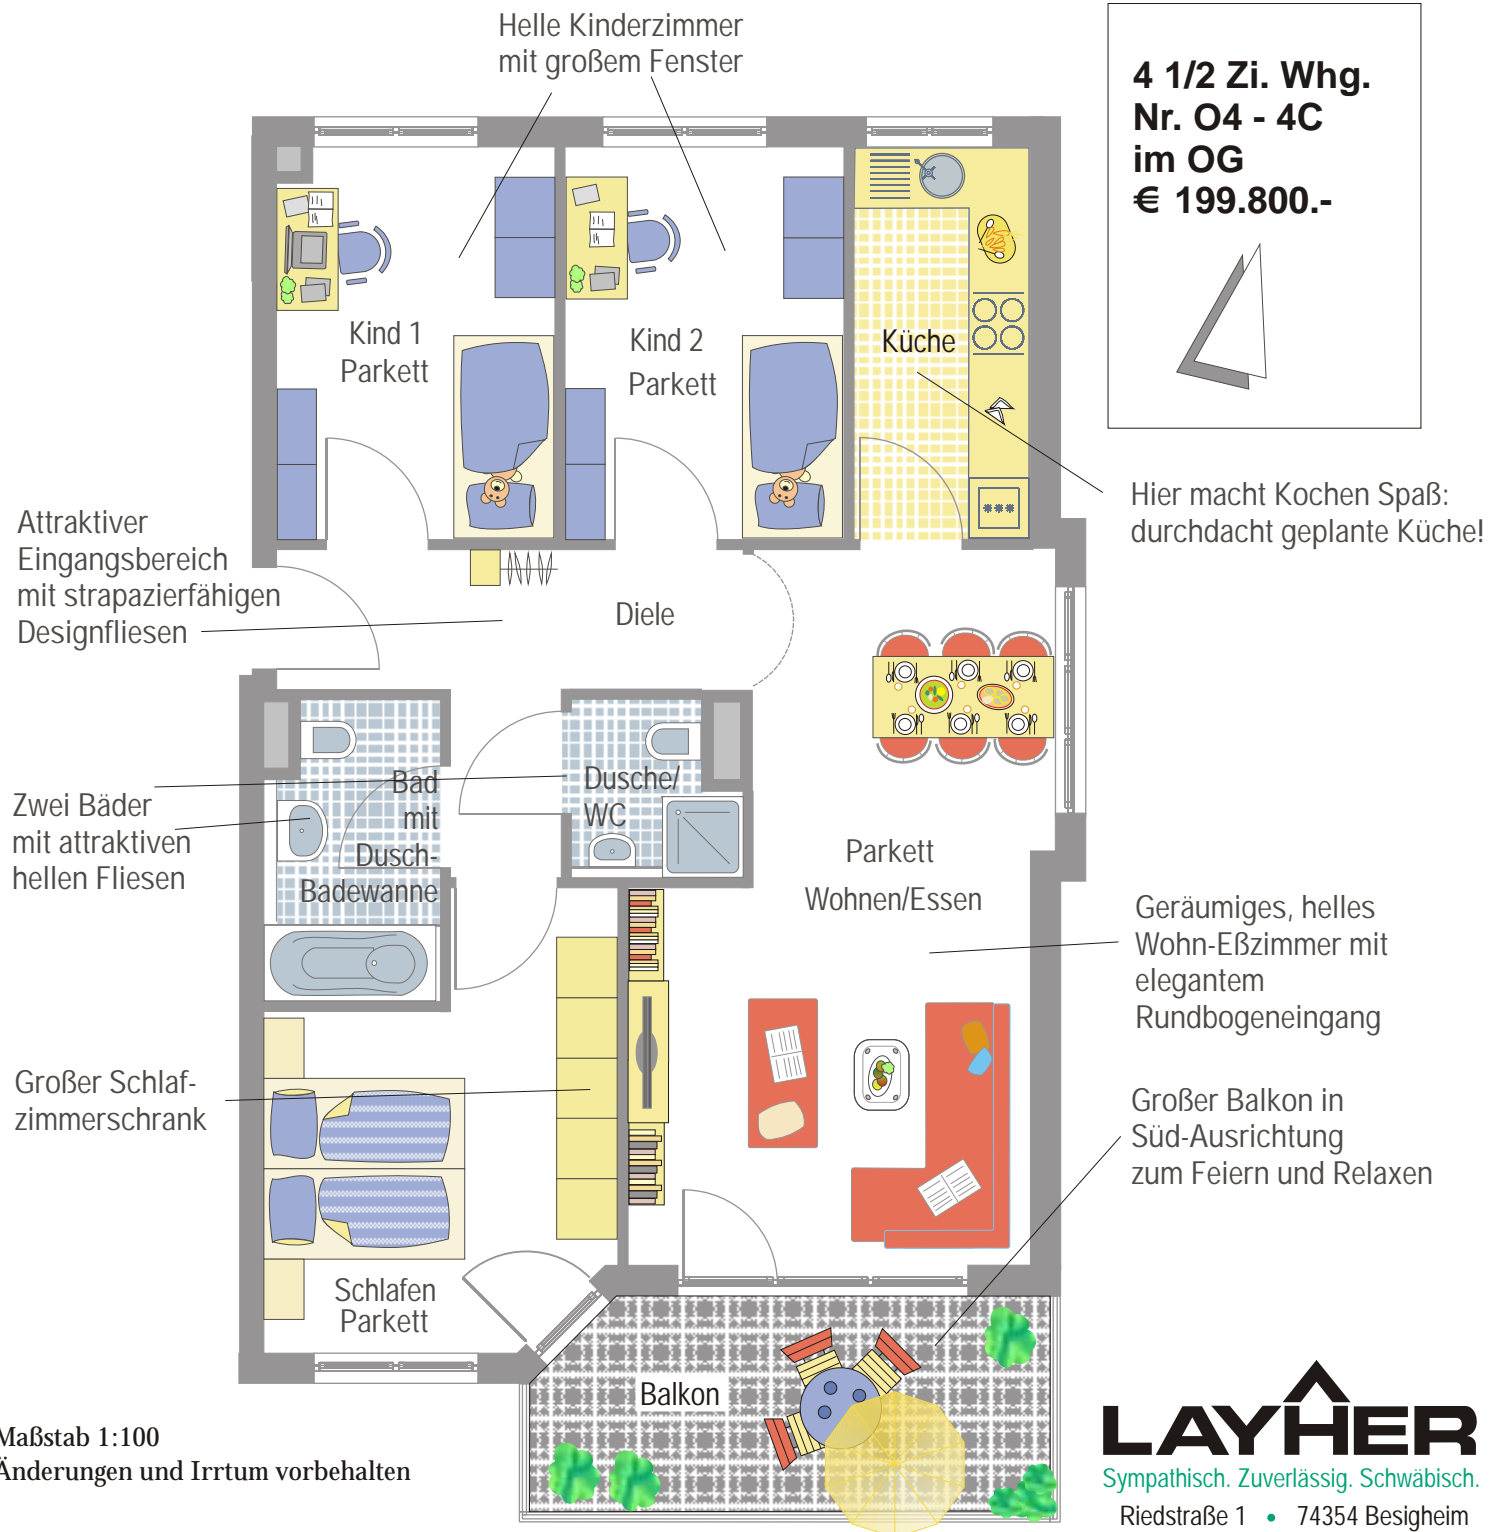 Helle Kinderzimmer
mit großem Fenster
4 1/2 Zi. Whg.
Nr. O4 - 4C
im OG
€ 199.800.-
Kind 1
Parkett
Kind 2
Parkett
Küche
Hier macht Kochen Spaß:
durchdacht geplante Küche!
Attraktiver
Eingangsbereich
mit strapazierfähigen
Designfliesen
Diele
Zwei Bäder
mit attraktiven
hellen Fliesen
Bad
mit
Dusch-
Badewanne
Dusche/
WC
Parkett
Wohnen/Essen
Geräumiges, helles
Wohn-Eßzimmer mit
elegantem
Rundbogeneingang
Großer Schlaf-
zimmerschrank
Großer Balkon in
Süd-Ausrichtung
zum Feiern und Relaxen
Schlafen
Parkett
Balkon
Maßstab 1:100
Änderungen und Irrtum vorbehalten
LAYHER
Sympathisch. Zuverlässig. Schwäbisch.
Riedstraße 1 • 74354 Besigheim